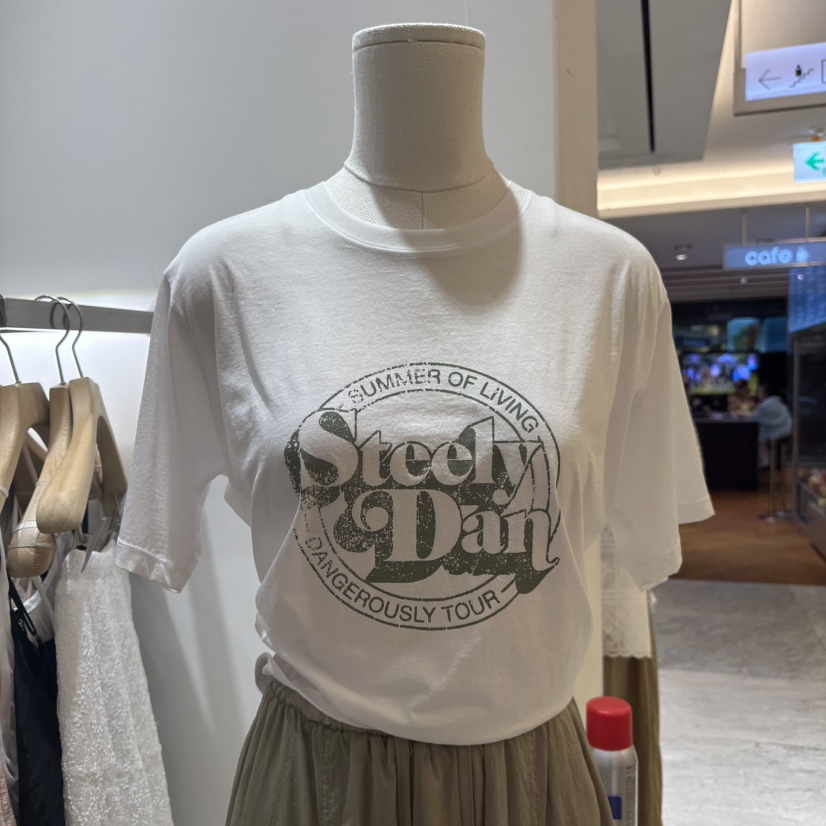 SUMMER OF LiViNG
Steely
Dan
DANGEROUSLY TOUR
cafe